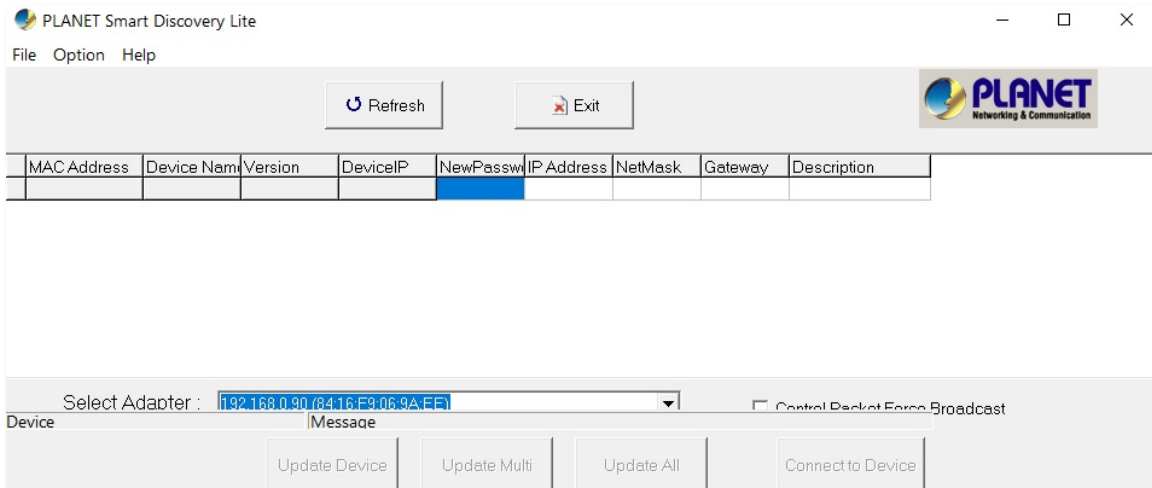 PLANET Smart Discovery Lite
File Option Help
Refresh Exit
PLANET
Networking & Communication
MAC Address Device Nam Version DeviceIP NewPassw IP Address NetMask Gateway Description
Select Adapter : 192.168.0.90 (84:16:F9:06:9A:EE) Control Packet Force Broadcast
Device Message
Update Device Update Multi Update All Connect to Device